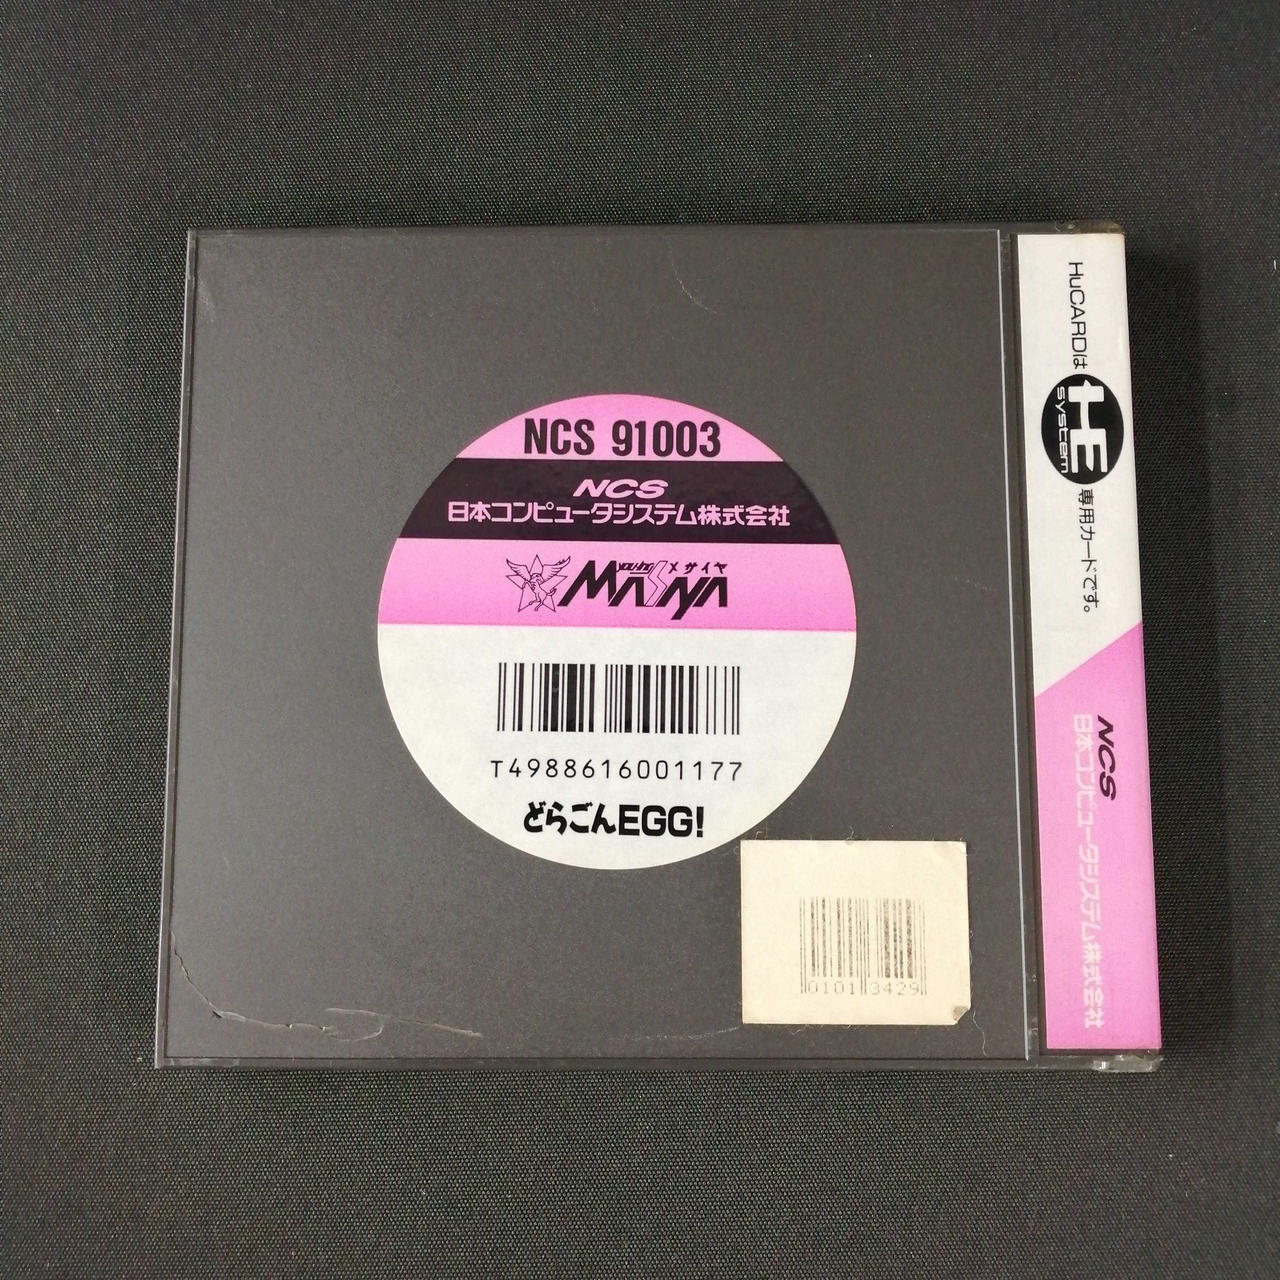 NCS 91003
NCS
日本コンピュータシステム株式会社
メサイヤ
MASAYA
T4988616001177
どらごんEGG!
0101 3429
HuCARDは
HE
system
専用カードです。
NCS
日本コンピュータシステム株式会社